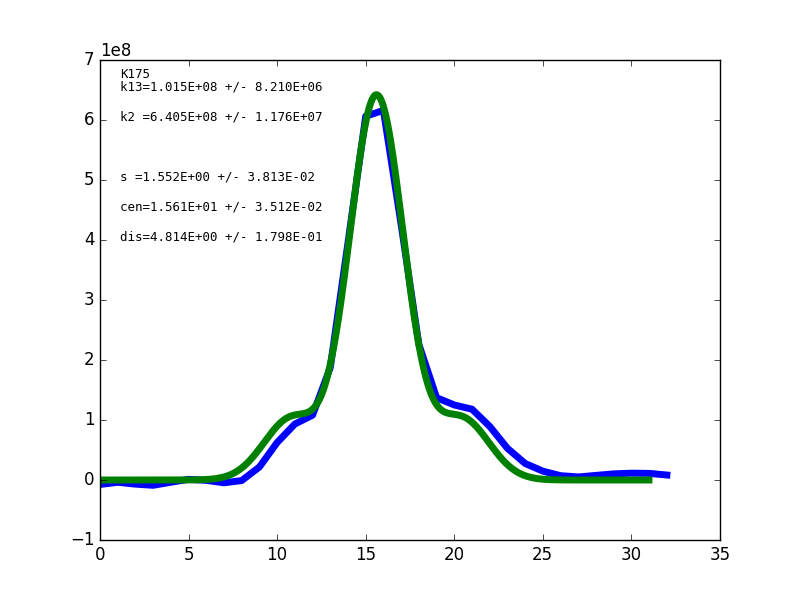 1e8
K175
k13=1.015E+08 +/- 8.210E+06
k2 =6.405E+08 +/- 1.176E+07
s =1.552E+00 +/- 3.813E-02
cen=1.561E+01 +/- 3.512E-02
dis=4.814E+00 +/- 1.798E-01
7
6
5
4
3
2
1
0
−1
0 5 10 15 20 25 30 35